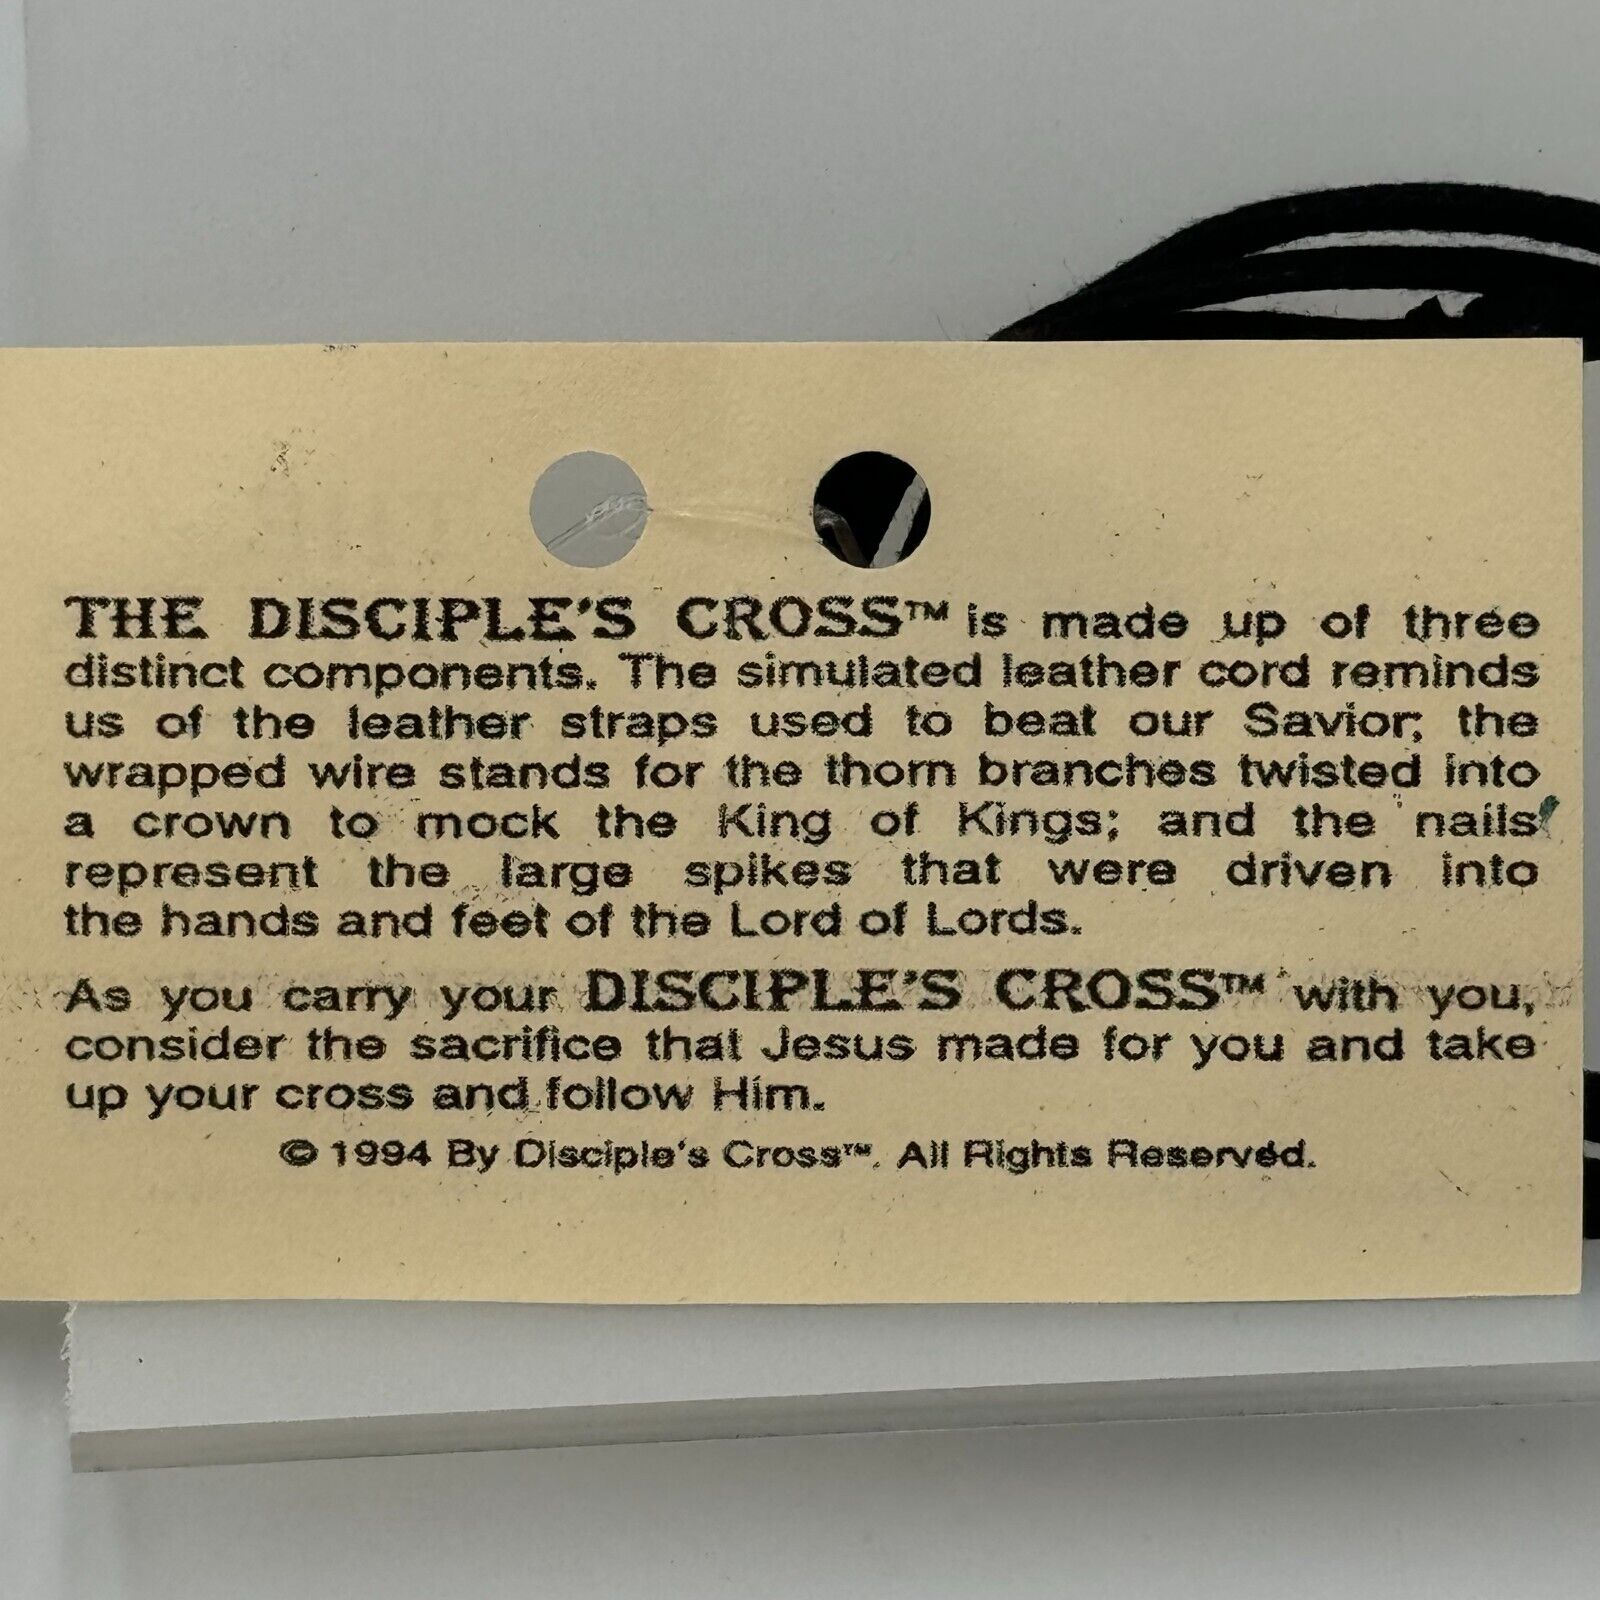 THE DISCIPLE'S CROSS™ is made up of three
distinct components. The simulated leather cord reminds
us of the leather straps used to beat our Savior; the
wrapped wire stands for the thorn branches twisted into
a crown to mock the King of Kings; and the nails
represent the large spikes that were driven into
the hands and feet of the Lord of Lords.
As you carry your DISCIPLE'S CROSS™ with you,
consider the sacrifice that Jesus made for you and take
up your cross and follow Him.
© 1994 By Disciple's Cross™. All Rights Reserved.